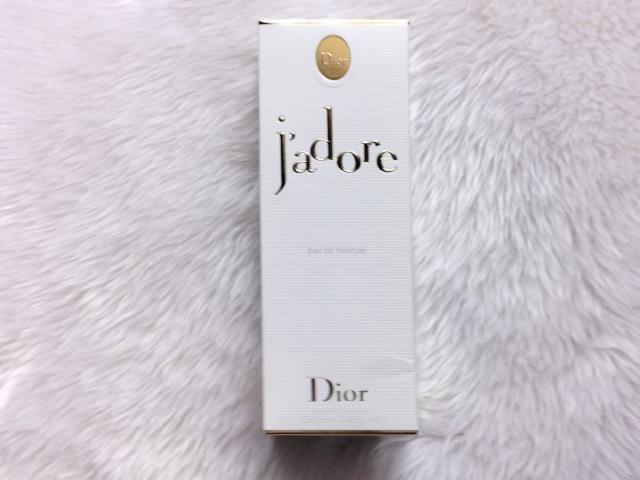 Dior
j'adore
EAU DE PARFUM
Dior